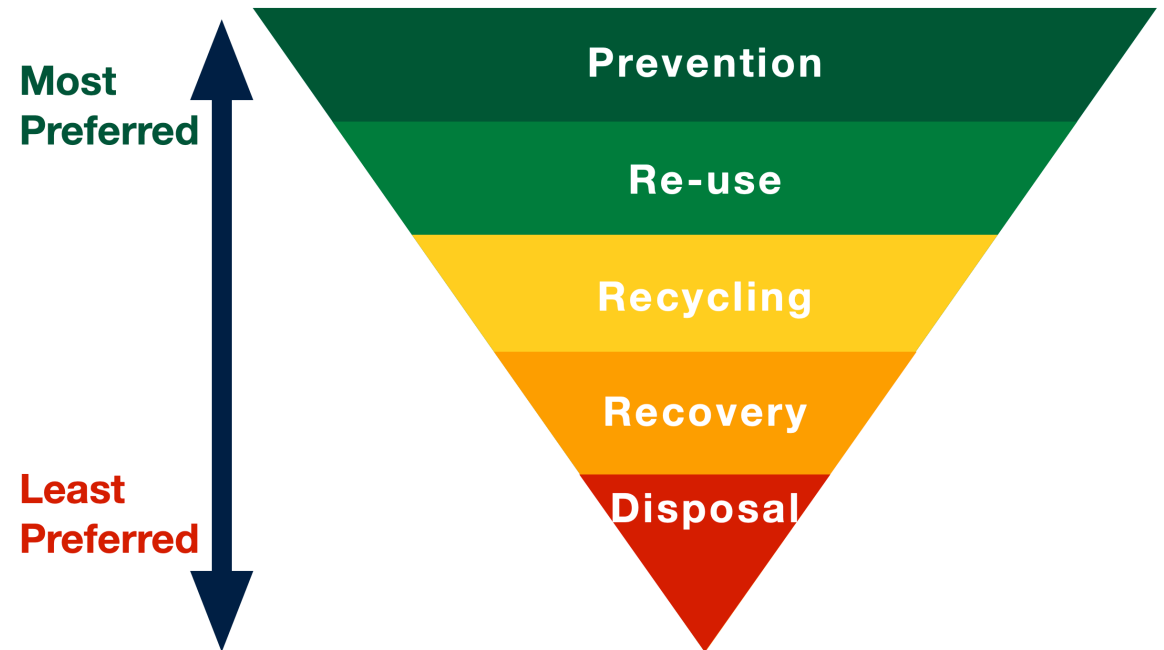 Most
Preferred
Prevention
Re-use
Recycling
Recovery
Disposal
Least
Preferred